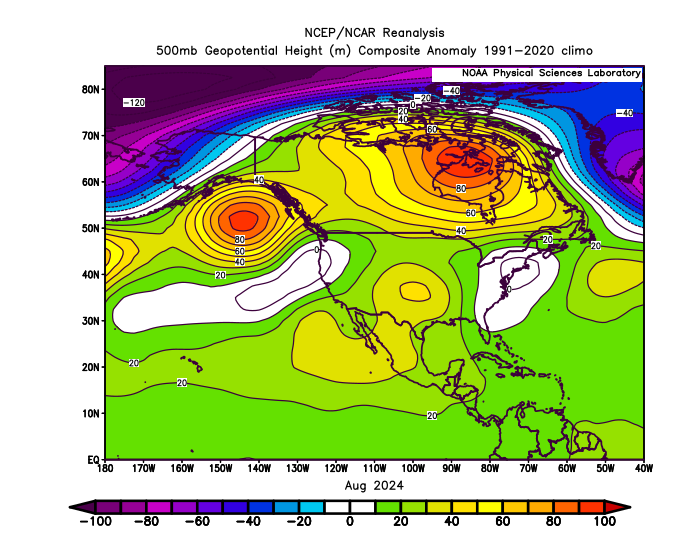 NCEP/NCAR Reanalysis
500mb Geopotential Height (m) Composite Anomaly 1991−2020 climo
NOAA Physical Sciences Laboratory
80N
−40
−20
−120
0
−40
20
40
70N
60
60N
40
80
60
50N
40
80
20
20
60
0
40
40N
20
0
30N
20
20N
20
10N
20
EQ
180 170W 160W 150W 140W 130W 120W 110W 100W 90W 80W 70W 60W 50W 40W
Aug 2024
−100 −80 −60 −40 −20 0 20 40 60 80 100